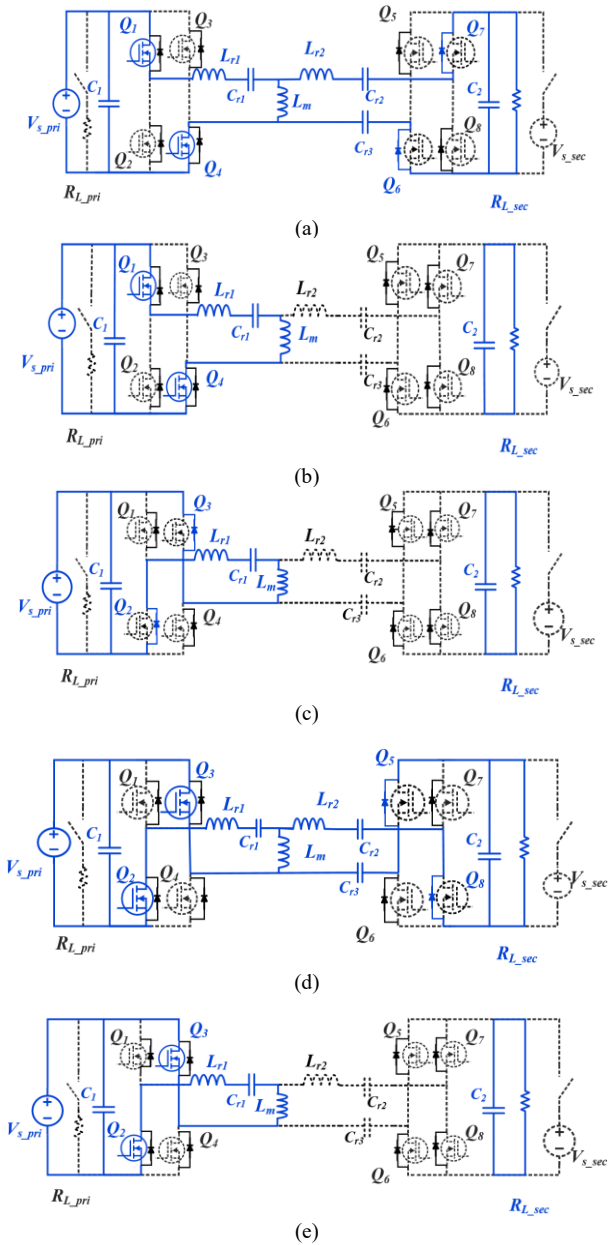 Q1 Q3 Q5 Q7
Lr1 Lr2
C1 Cr1 Cr2 C2
Vs_pri Lm Vs_sec
Cr3
Q2 Q4 Q6 Q8
RL_pri RL_sec
(a)
Q1 Q3 Q5 Q7
Lr1 Lr2
C1 Cr1 Cr2 C2
Vs_pri Lm Vs_sec
Cr3
Q2 Q4 Q6 Q8
RL_pri RL_sec
(b)
Q1 Q3 Q5 Q7
Lr1 Lr2
C1 Cr1 Cr2 C2
Vs_pri Lm Vs_sec
Cr3
Q2 Q4 Q6 Q8
RL_pri RL_sec
(c)
Q1 Q3 Q5 Q7
Lr1 Lr2
C1 Cr1 Cr2 C2
Vs_pri Lm Vs_sec
Cr3
Q2 Q4 Q6 Q8
RL_pri RL_sec
(d)
Q1 Q3 Q5 Q7
Lr1 Lr2
C1 Cr1 Cr2 C2
Vs_pri Lm Vs_sec
Cr3
Q2 Q4 Q6 Q8
RL_pri RL_sec
(e)